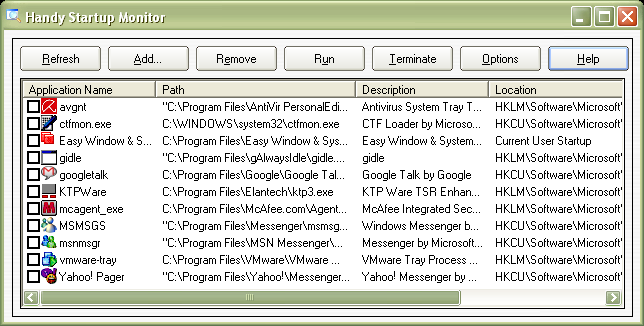 Handy Startup Monitor
Refresh Add... Remove Run Terminate Options Help
Application Name Path Description Location
avgnt "C:\Program Files\AntiVir PersonalEdi... Antivirus System Tray T... HKLM\Software\Microsoft\
ctfmon.exe C:\WINDOWS\system32\ctfmon.exe CTF Loader by Microso... HKCU\Software\Microsoft\
Easy Window & S... C:\Program Files\Easy Window & Sys... Easy Window & System... Current User Startup
gidle "C:\Program Files\gAlwaysIdle\gidle.... gidle HKLM\Software\Microsoft\
googletalk C:\Program Files\Google\Google Tal... Google Talk by Google HKCU\Software\Microsoft\
KTPWare C:\Program Files\Elantech\ktp3.exe KTP Ware TSR Enhan... HKLM\Software\Microsoft\
mcagent_exe C:\Program Files\McAfee.com\Agent... McAfee Integrated Sec... HKLM\Software\Microsoft\
MSMSGS "C:\Program Files\Messenger\msmsg... Windows Messenger b... HKCU\Software\Microsoft\
msnmsgr "C:\Program Files\MSN Messenger\... Messenger by Microsoft... HKCU\Software\Microsoft\
vmware-tray C:\Program Files\VMware\VMware ... VMware Tray Process ... HKLM\Software\Microsoft\
Yahoo! Pager "C:\Program Files\Yahoo!\Messenger... Yahoo! Messenger by ... HKCU\Software\Microsoft\